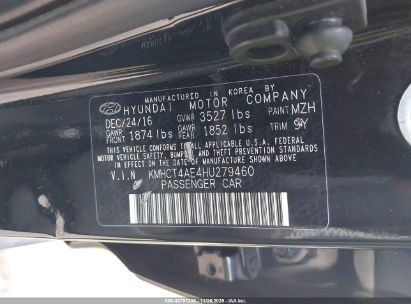 MANUFACTURED IN KOREA BY
HYUNDAI MOTOR COMPANY
DEC/24/16 GVWR 3527 lbs PAINT MZH
GAWR FRONT 1874 lbs GAWR REAR 1852 lbs TRIM
THIS VEHICLE CONFORMS TO ALL APPLICABLE U.S.A. FEDERAL
MOTOR VEHICLE SAFETY, BUMPER AND THEFT PREVENTION STANDARDS
IN EFFECT ON THE DATE OF MANUFACTURE SHOWN ABOVE.
V.I.N KMHCT4AE4HU279460
PASSENGER CAR